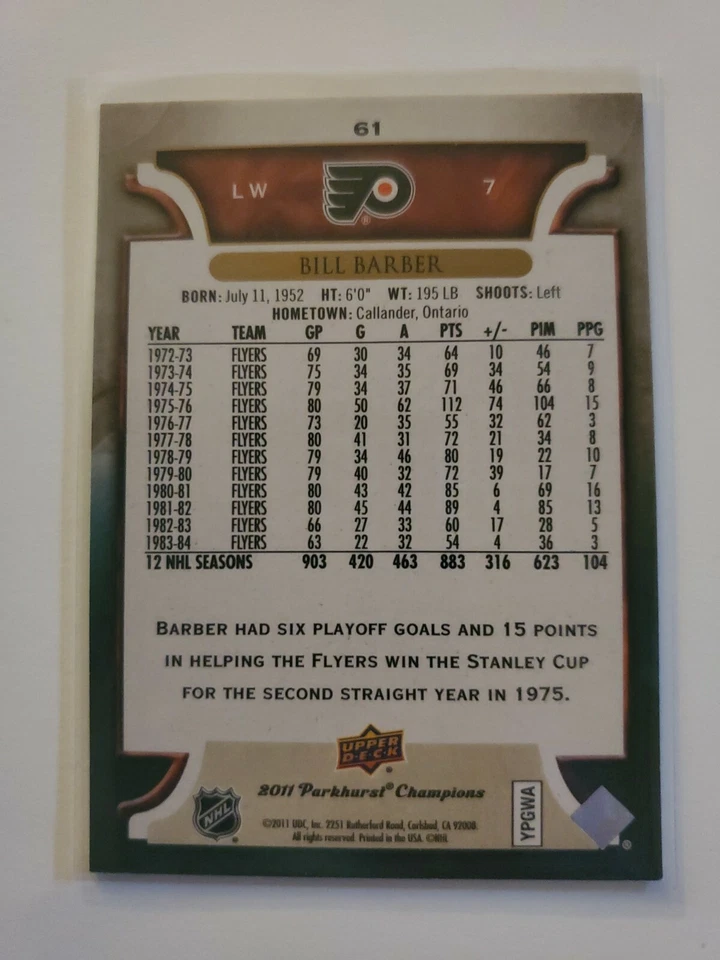 61
LW 7
BILL BARBER
BORN: July 11, 1952 HT: 6'0" WT: 195 LB SHOOTS: Left
HOMETOWN: Callander, Ontario
YEAR TEAM GP G A PTS +/- PIM PPG
1972-73 FLYERS 69 30 34 64 10 46 7
1973-74 FLYERS 75 34 35 69 34 54 9
1974-75 FLYERS 79 34 37 71 46 66 8
1975-76 FLYERS 80 50 62 112 74 104 15
1976-77 FLYERS 73 20 35 55 32 62 3
1977-78 FLYERS 80 41 31 72 21 34 8
1978-79 FLYERS 79 34 46 80 19 22 10
1979-80 FLYERS 79 40 32 72 39 17 7
1980-81 FLYERS 80 43 42 85 6 69 16
1981-82 FLYERS 80 45 44 89 4 85 13
1982-83 FLYERS 66 27 33 60 17 28 5
1983-84 FLYERS 63 22 32 54 4 36 3
12 NHL SEASONS 903 420 463 883 316 623 104
BARBER HAD SIX PLAYOFF GOALS AND 15 POINTS
IN HELPING THE FLYERS WIN THE STANLEY CUP
FOR THE SECOND STRAIGHT YEAR IN 1975.
UPPER
D·E·C·K
2011 Parkhurst® Champions
NHL
©2011 UDC, Inc. 2251 Rutherford Road, Carlsbad, CA 92008.
All rights reserved. Printed in the USA. ©NHL
YPGWA